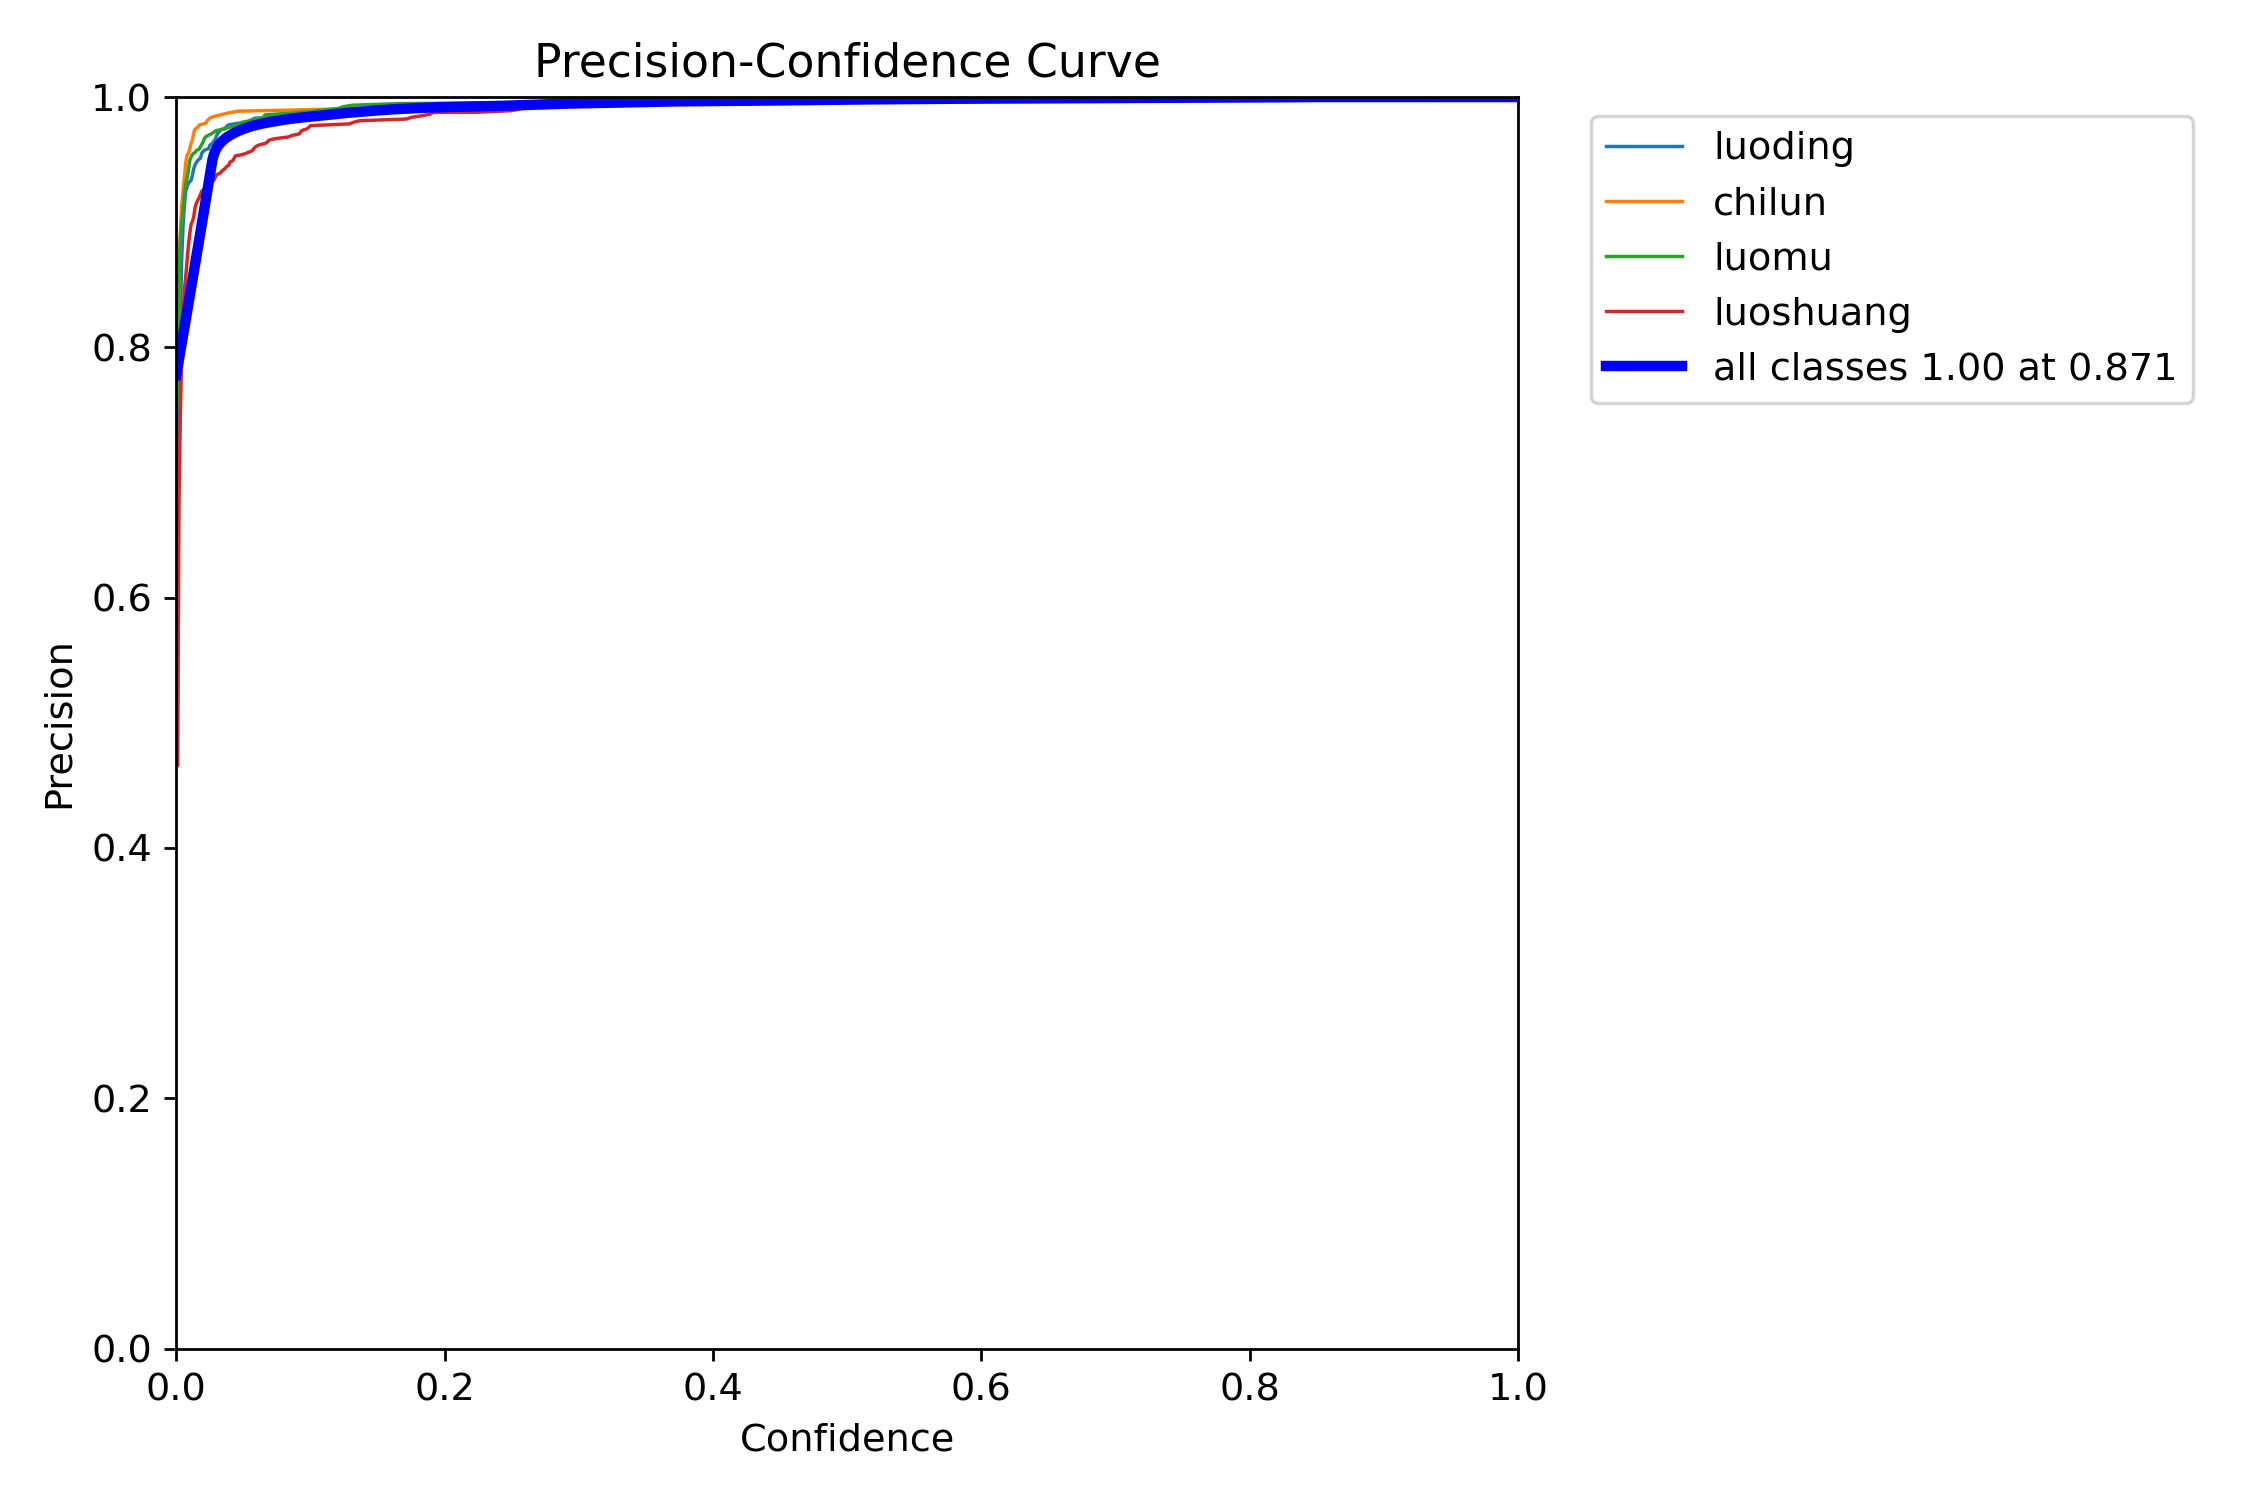 Precision-Confidence Curve
1.0
0.8
0.6
0.4
0.2
0.0
Precision
0.0 0.2 0.4 0.6 0.8 1.0
Confidence
luoding
chilun
luomu
luoshuang
all classes 1.00 at 0.871